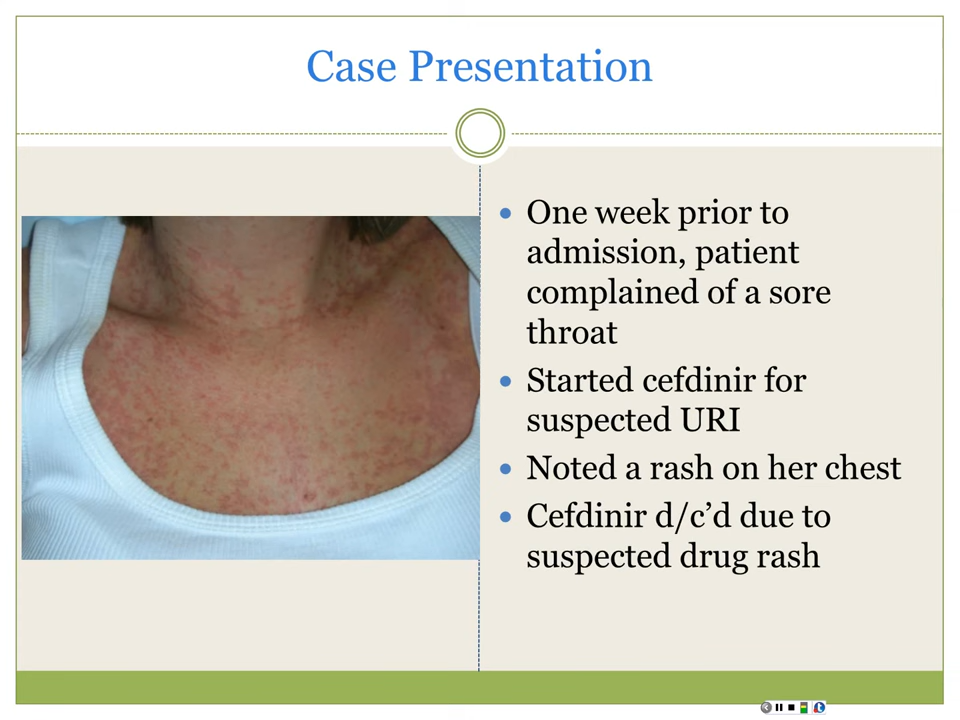 Case Presentation
One week prior to
admission, patient
complained of a sore
throat
Started cefdinir for
suspected URI
Noted a rash on her chest
Cefdinir d/c’d due to
suspected drug rash